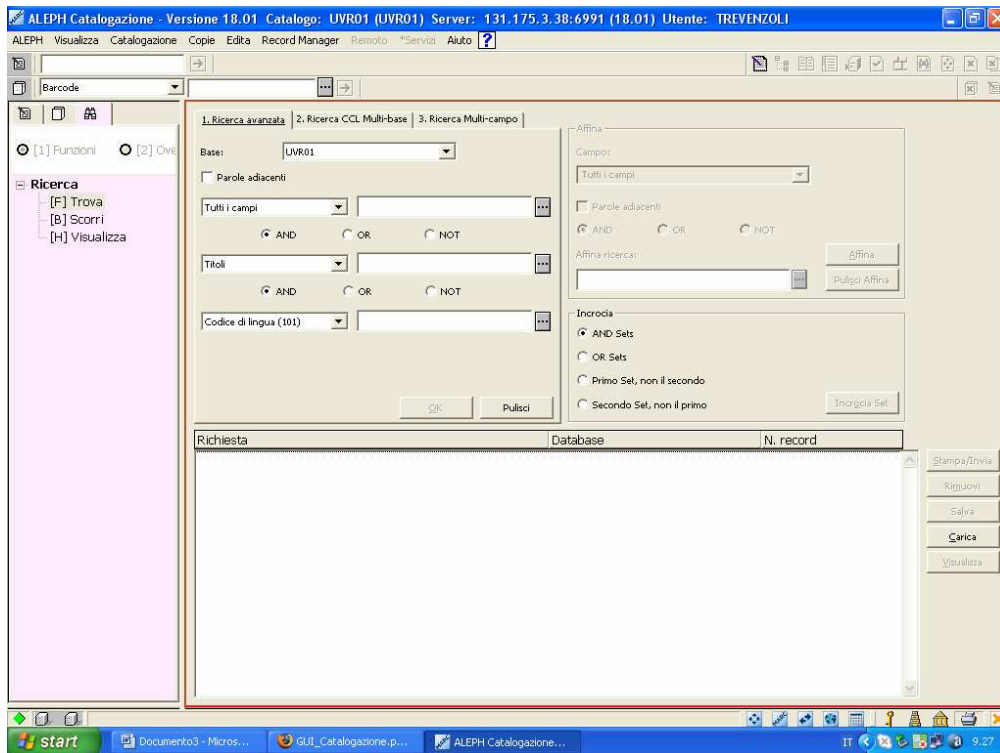 ALEPH Catalogazione - Versione 18.01 Catalogo: UVR01 (UVR01) Server: 131.175.3.38:6991 (18.01) Utente: TREVENZOLI
ALEPH Visualizza Catalogazione Copie Edita Record Manager Remoto *Servizi Aiuto ?
Barcode
[1] Funzioni [2] Ove
Ricerca
[F] Trova
[B] Scorri
[H] Visualizza
1. Ricerca avanzata 2. Ricerca CCL Multi-base 3. Ricerca Multi-campo
Base: UVR01
Parole adiacenti
Tutti i campi
AND OR NOT
Titoli
AND OR NOT
Codice di lingua (101)
OK Pulisci
Affina
Campo:
Tutti i campi
Parole adiacenti
AND OR NOT
Affina ricerca: Affina
Pulisci Affina
Incrocia
AND Sets
OR Sets
Primo Set, non il secondo
Secondo Set, non il primo Incrocia Set
Richiesta Database N. record
Stampa/Invia
Rimuovi
Salva
Carica
Visualizza
start Documento3 - Micros... GUI_Catalogazione.p... ALEPH Catalogazione... IT 9.27